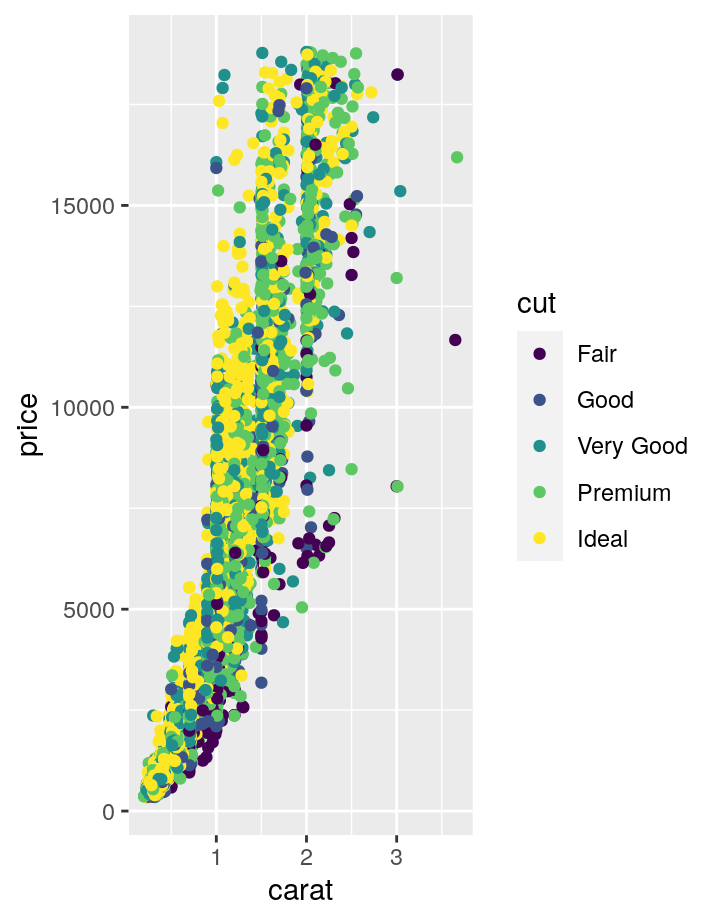 15000
10000
5000
0
price
1 2 3
carat
cut
Fair
Good
Very Good
Premium
Ideal